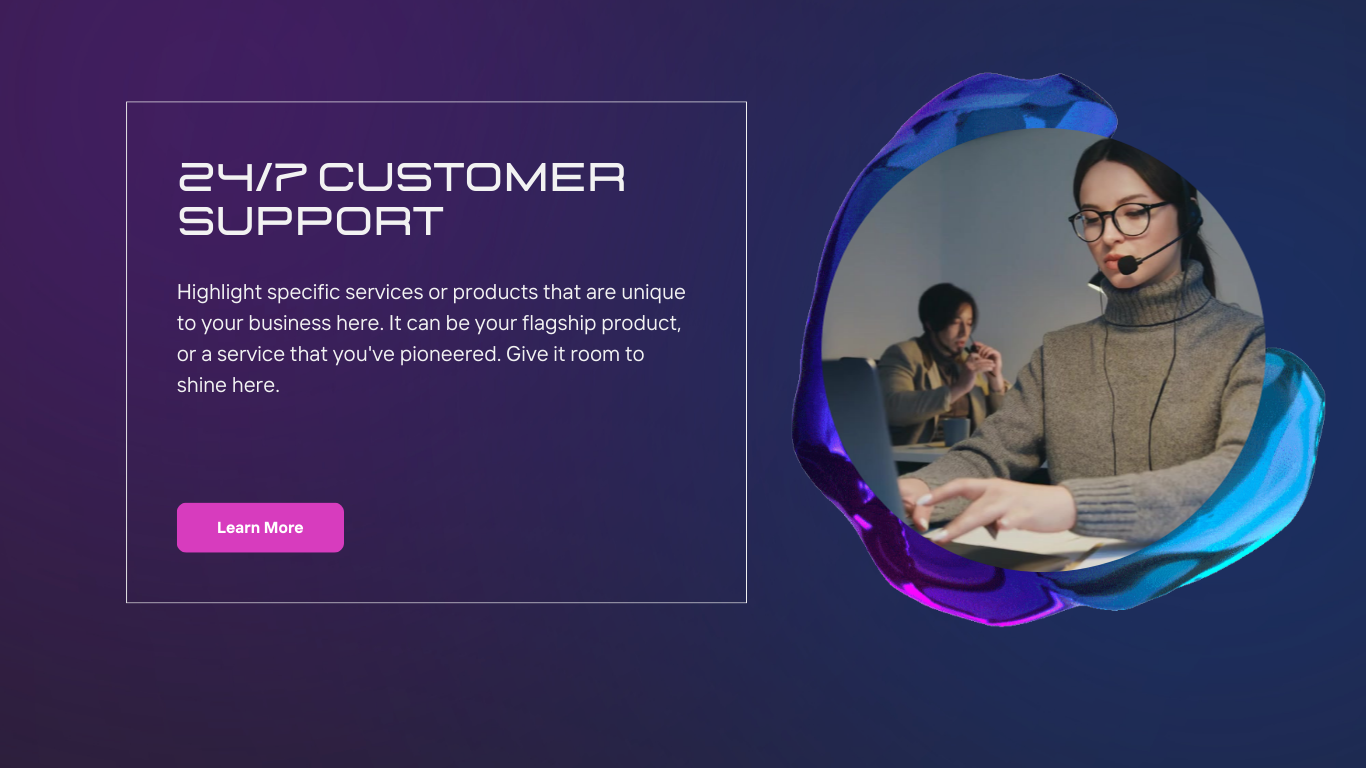 24/7 CUSTOMER
SUPPORT
Highlight specific services or products that are unique
to your business here. It can be your flagship product,
or a service that you've pioneered. Give it room to
shine here.
Learn More